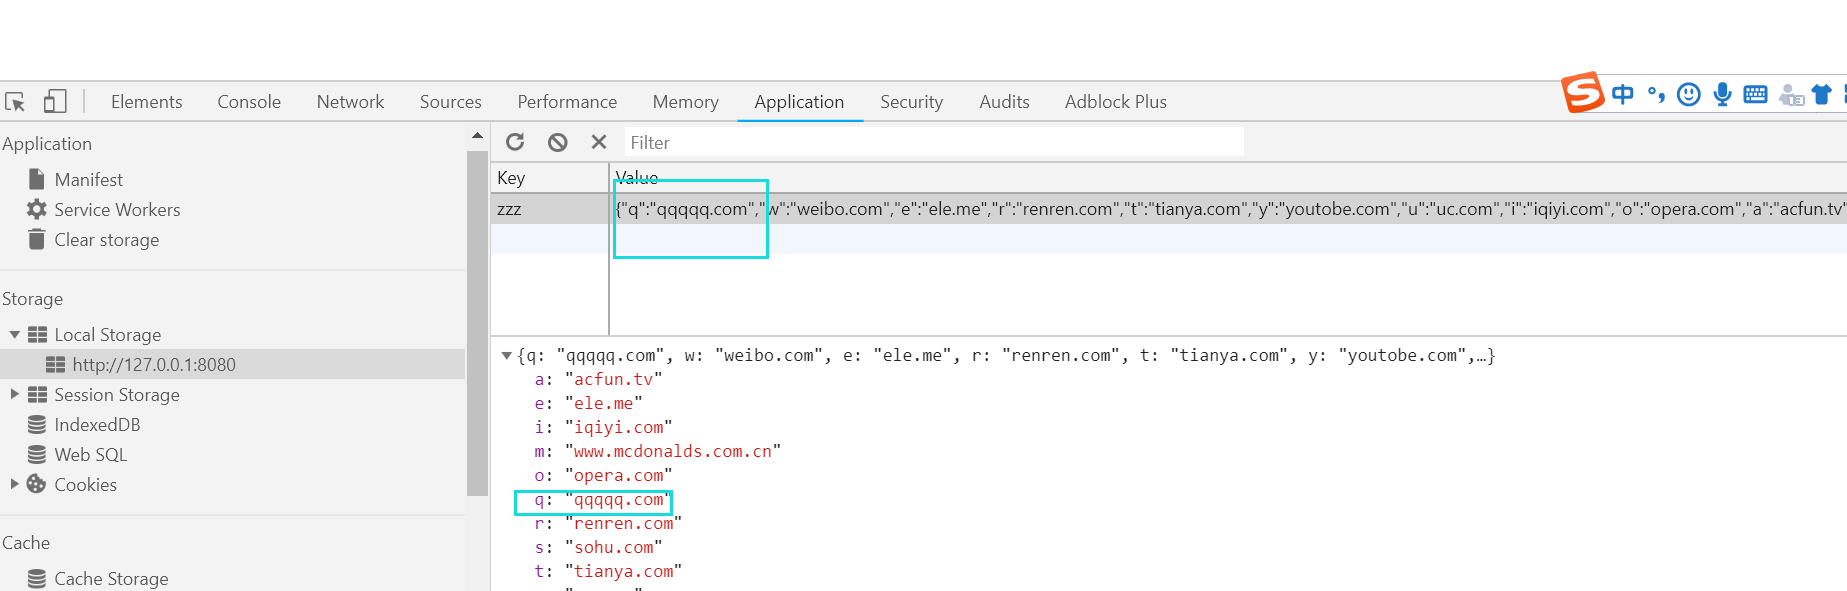 Elements Console Network Sources Performance Memory Application Security Audits Adblock Plus
S中
Application
Manifest
Service Workers
Clear storage
Storage
Local Storage
http://127.0.0.1:8080
Session Storage
IndexedDB
Web SQL
Cookies
Cache
Cache Storage
Filter
Key Value
zzz {"q":"qqqqq.com","w":"weibo.com","e":"ele.me","r":"renren.com","t":"tianya.com","y":"youtobe.com","u":"uc.com","i":"iqiyi.com","o":"opera.com","a":"acfun.tv"
{q: "qqqqq.com", w: "weibo.com", e: "ele.me", r: "renren.com", t: "tianya.com", y: "youtobe.com",…}
a: "acfun.tv"
e: "ele.me"
i: "iqiyi.com"
m: "www.mcdonalds.com.cn"
o: "opera.com"
q: "qqqqq.com"
r: "renren.com"
s: "sohu.com"
t: "tianya.com"